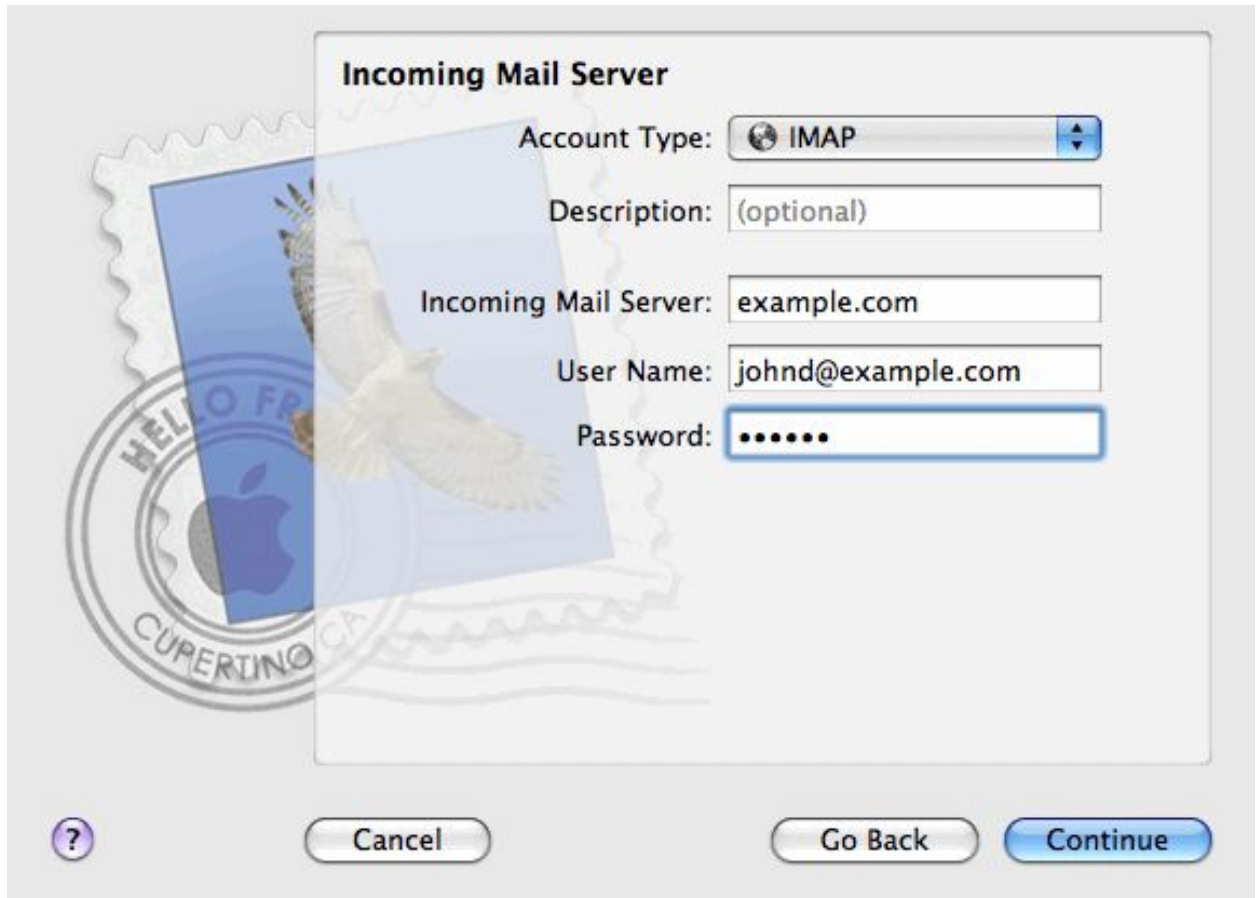 Incoming Mail Server
Account Type: IMAP
Description: (optional)
Incoming Mail Server: example.com
User Name: johnd@example.com
Password: ••••••
HELLO FR
CUPERTINO CA
? Cancel Go Back Continue